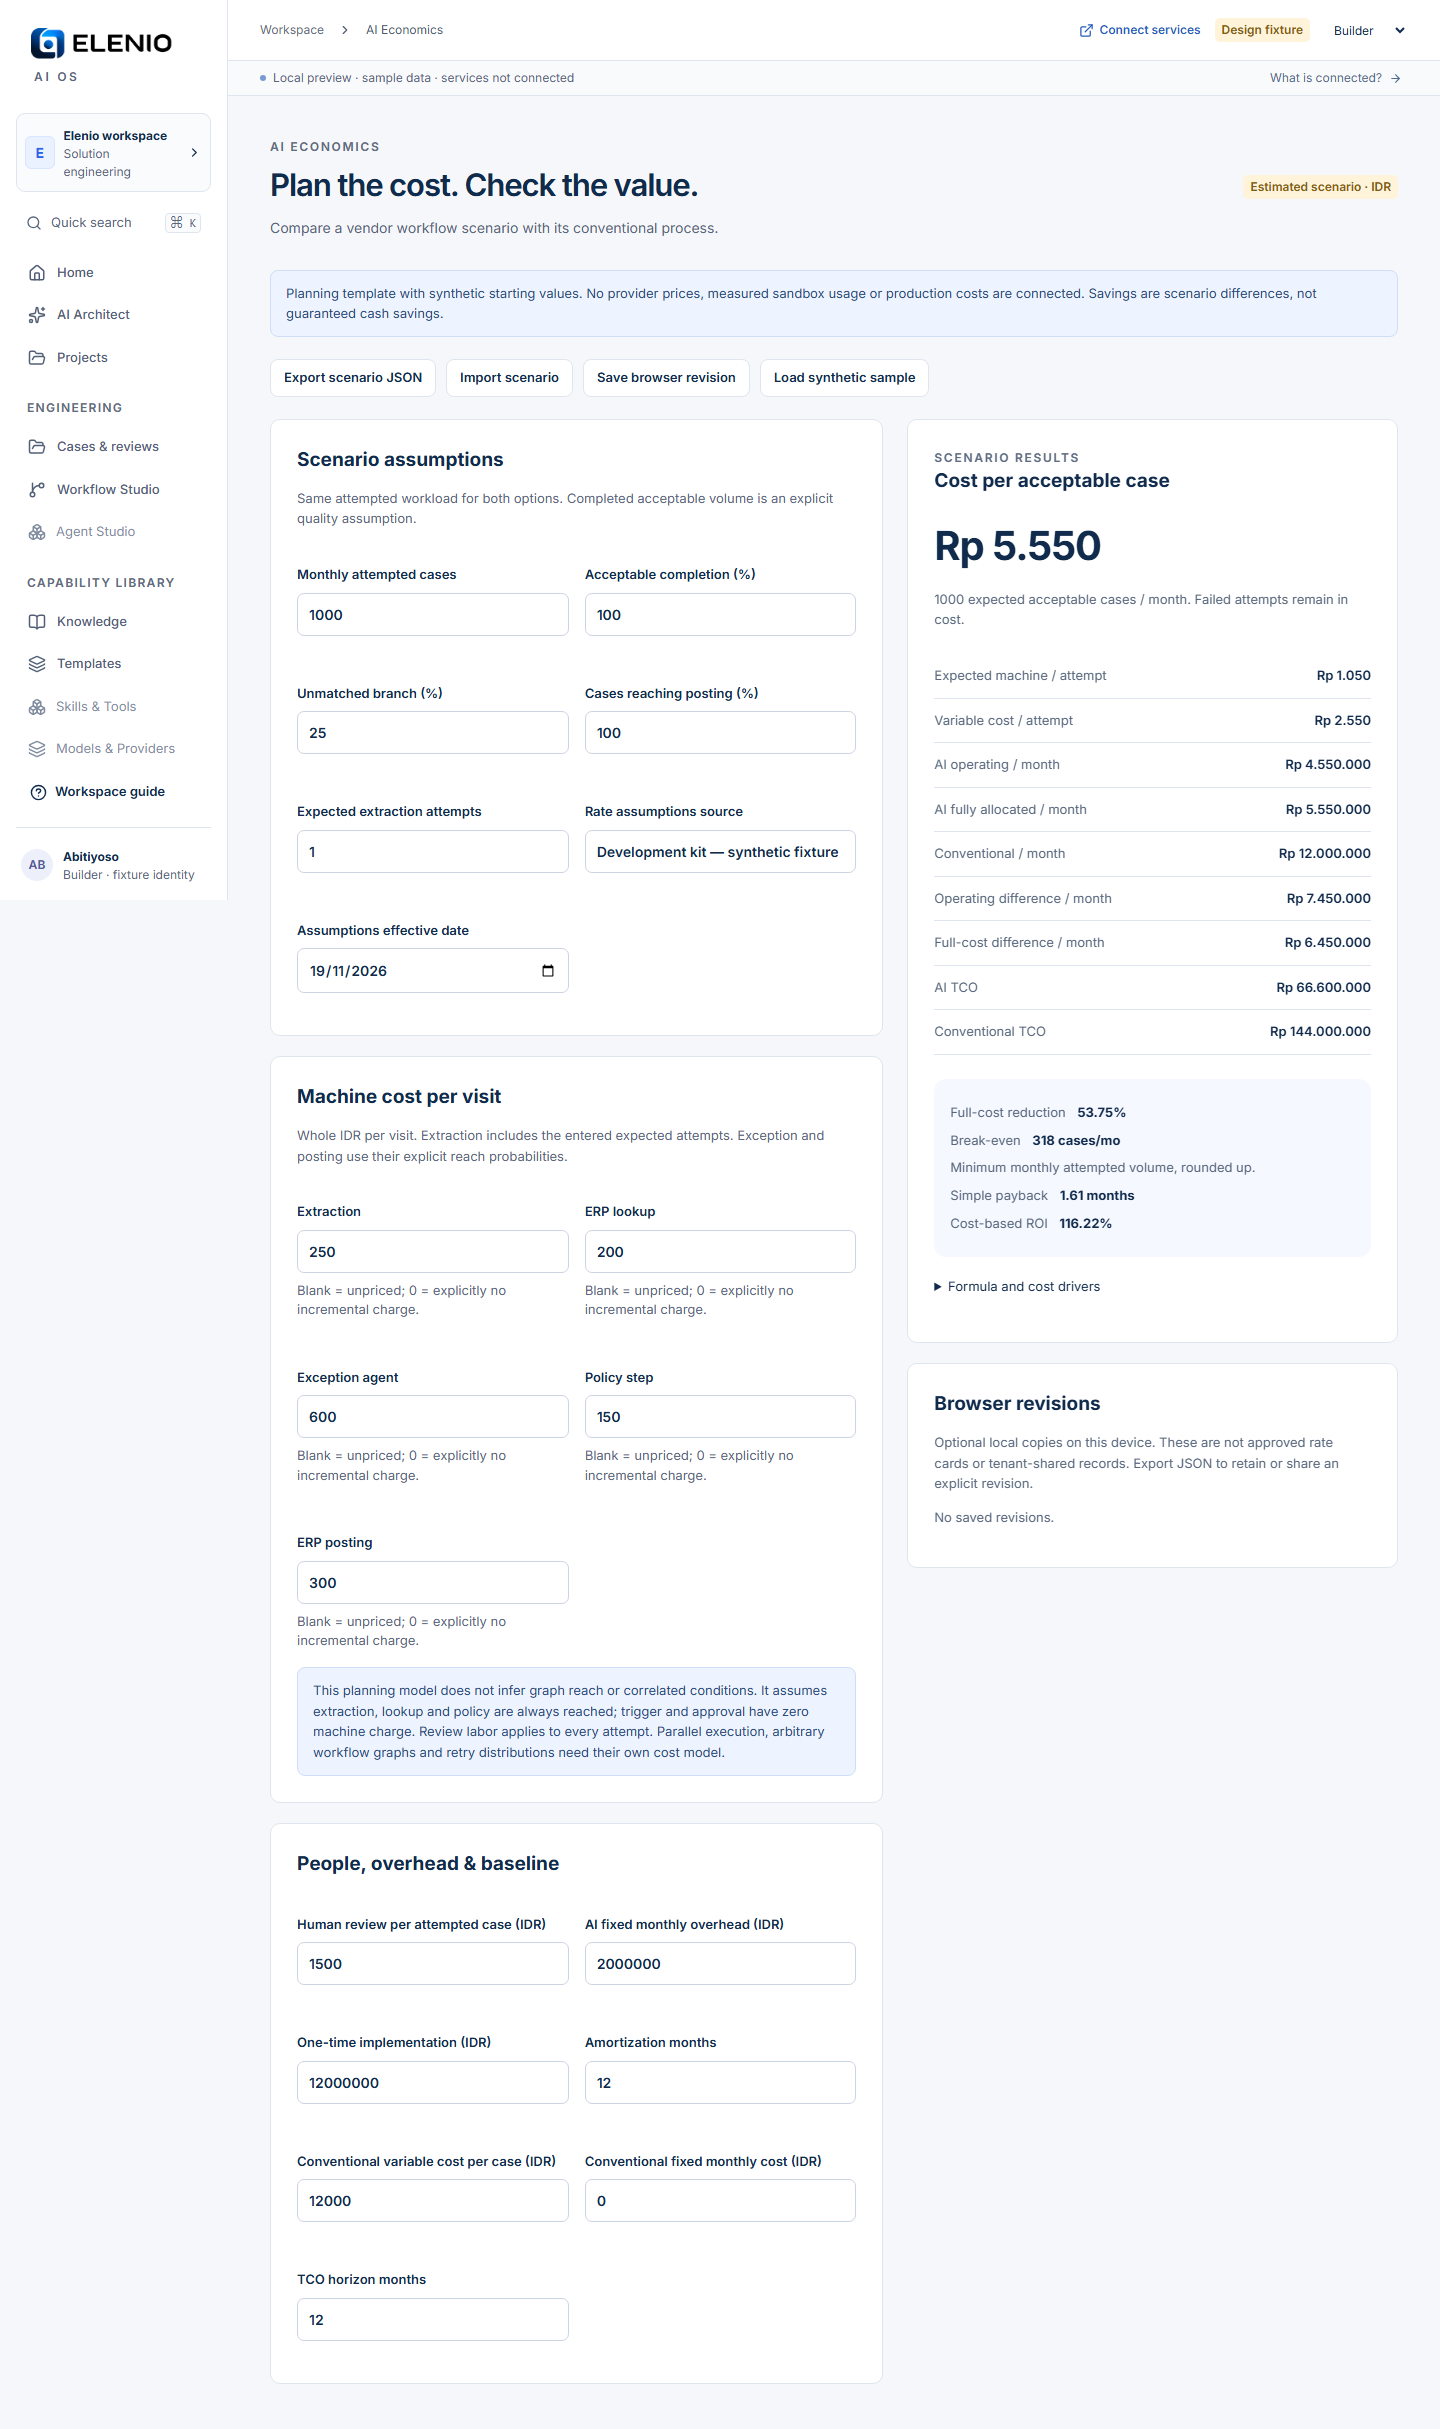 ELENIO
AI OS
E
Elenio workspace
Solution
engineering
Quick search
⌘ K
Home
AI Architect
Projects
ENGINEERING
Cases & reviews
Workflow Studio
Agent Studio
CAPABILITY LIBRARY
Knowledge
Templates
Skills & Tools
Models & Providers
Workspace guide
AB
Abitiyoso
Builder · fixture identity
Workspace
AI Economics
Connect services
Design fixture
Builder
Local preview · sample data · services not connected
What is connected?
AI ECONOMICS
Plan the cost. Check the value.
Estimated scenario · IDR
Compare a vendor workflow scenario with its conventional process.
Planning template with synthetic starting values. No provider prices, measured sandbox usage or production costs are connected. Savings are scenario differences, not
guaranteed cash savings.
Export scenario JSON
Import scenario
Save browser revision
Load synthetic sample
Scenario assumptions
Same attempted workload for both options. Completed acceptable volume is an explicit
quality assumption.
Monthly attempted cases
1000
Acceptable completion (%)
100
Unmatched branch (%)
25
Cases reaching posting (%)
100
Expected extraction attempts
1
Rate assumptions source
Development kit — synthetic fixture
Assumptions effective date
19/11/2026
Machine cost per visit
Whole IDR per visit. Extraction includes the entered expected attempts. Exception and
posting use their explicit reach probabilities.
Extraction
250
Blank = unpriced; 0 = explicitly no
incremental charge.
ERP lookup
200
Blank = unpriced; 0 = explicitly no
incremental charge.
Exception agent
600
Blank = unpriced; 0 = explicitly no
incremental charge.
Policy step
150
Blank = unpriced; 0 = explicitly no
incremental charge.
ERP posting
300
Blank = unpriced; 0 = explicitly no
incremental charge.
This planning model does not infer graph reach or correlated conditions. It assumes
extraction, lookup and policy are always reached; trigger and approval have zero
machine charge. Review labor applies to every attempt. Parallel execution, arbitrary
workflow graphs and retry distributions need their own cost model.
People, overhead & baseline
Human review per attempted case (IDR)
1500
AI fixed monthly overhead (IDR)
2000000
One-time implementation (IDR)
12000000
Amortization months
12
Conventional variable cost per case (IDR)
12000
Conventional fixed monthly cost (IDR)
0
TCO horizon months
12
SCENARIO RESULTS
Cost per acceptable case
Rp 5.550
1000 expected acceptable cases / month. Failed attempts remain in
cost.
Expected machine / attempt Rp 1.050
Variable cost / attempt Rp 2.550
AI operating / month Rp 4.550.000
AI fully allocated / month Rp 5.550.000
Conventional / month Rp 12.000.000
Operating difference / month Rp 7.450.000
Full-cost difference / month Rp 6.450.000
AI TCO Rp 66.600.000
Conventional TCO Rp 144.000.000
Full-cost reduction 53.75%
Break-even 318 cases/mo
Minimum monthly attempted volume, rounded up.
Simple payback 1.61 months
Cost-based ROI 116.22%
Formula and cost drivers
Browser revisions
Optional local copies on this device. These are not approved rate
cards or tenant-shared records. Export JSON to retain or share an
explicit revision.
No saved revisions.